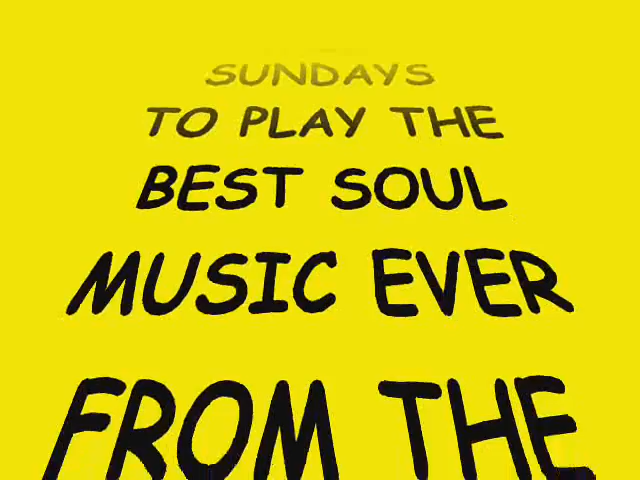 SUNDAYS
TO PLAY THE
BEST SOUL
MUSIC EVER
FROM THE